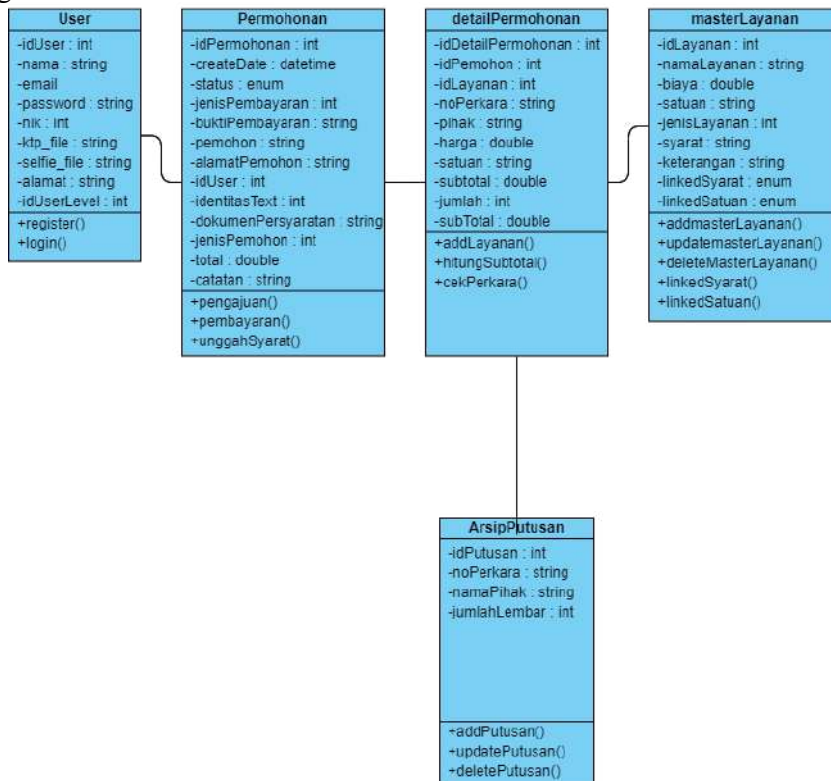 User
-idUser : int
-nama : string
-email
-password : string
-nik : int
-ktp_file : string
-selfie_file : string
-alamat : string
-idUserLevel : int
+register()
+login()
Permohonan
-idPermohonan : int
-createDate : datetime
-status : enum
-jenisPembayaran : int
-buktiPembayaran : string
-pemohon : string
-alamatPemohon : string
-idUser : int
-identitasText : int
-dokumenPersyaratan : string
-jenisPemohon : int
-total : double
-catatan : string
+pengajuan()
+pembayaran()
+unggahSyarat()
detailPermohonan
-idDetailPermohonan : int
-idPemohon : int
-idLayanan : int
-noPerkara : string
-pihak : string
-harga : double
-satuan : string
-subtotal : double
-jumlah : int
-subTotal : double
+addLayanan()
+hitungSubtotal()
+cekPerkara()
masterLayanan
-idLayanan : int
-namaLayanan : string
-biaya : double
-satuan : string
-jenisLayanan : int
-syarat : string
-keterangan : string
-linkedSyarat : enum
-linkedSatuan : enum
+addmasterLayanan()
+updatemasterLayanan()
+deleteMasterLayanan()
+linkedSyarat()
+linkedSatuan()
ArsipPutusan
-idPutusan : int
-noPerkara : string
-namaPihak : string
-jumlahLembar : int
+addPutusan()
+updatePutusan()
+deletePutusan()